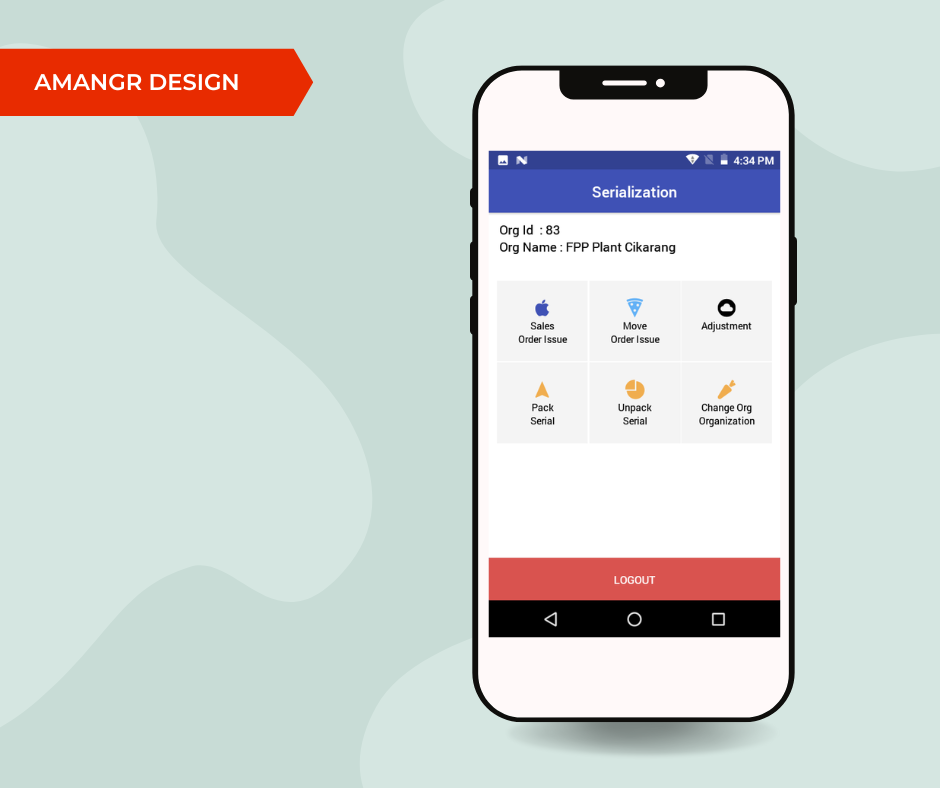 AMANGR DESIGN
4:34 PM
Serialization
Org Id : 83
Org Name : FPP Plant Cikarang
Sales
Order Issue
Move
Order Issue
Adjustment
Pack
Serial
Unpack
Serial
Change Org
Organization
LOGOUT